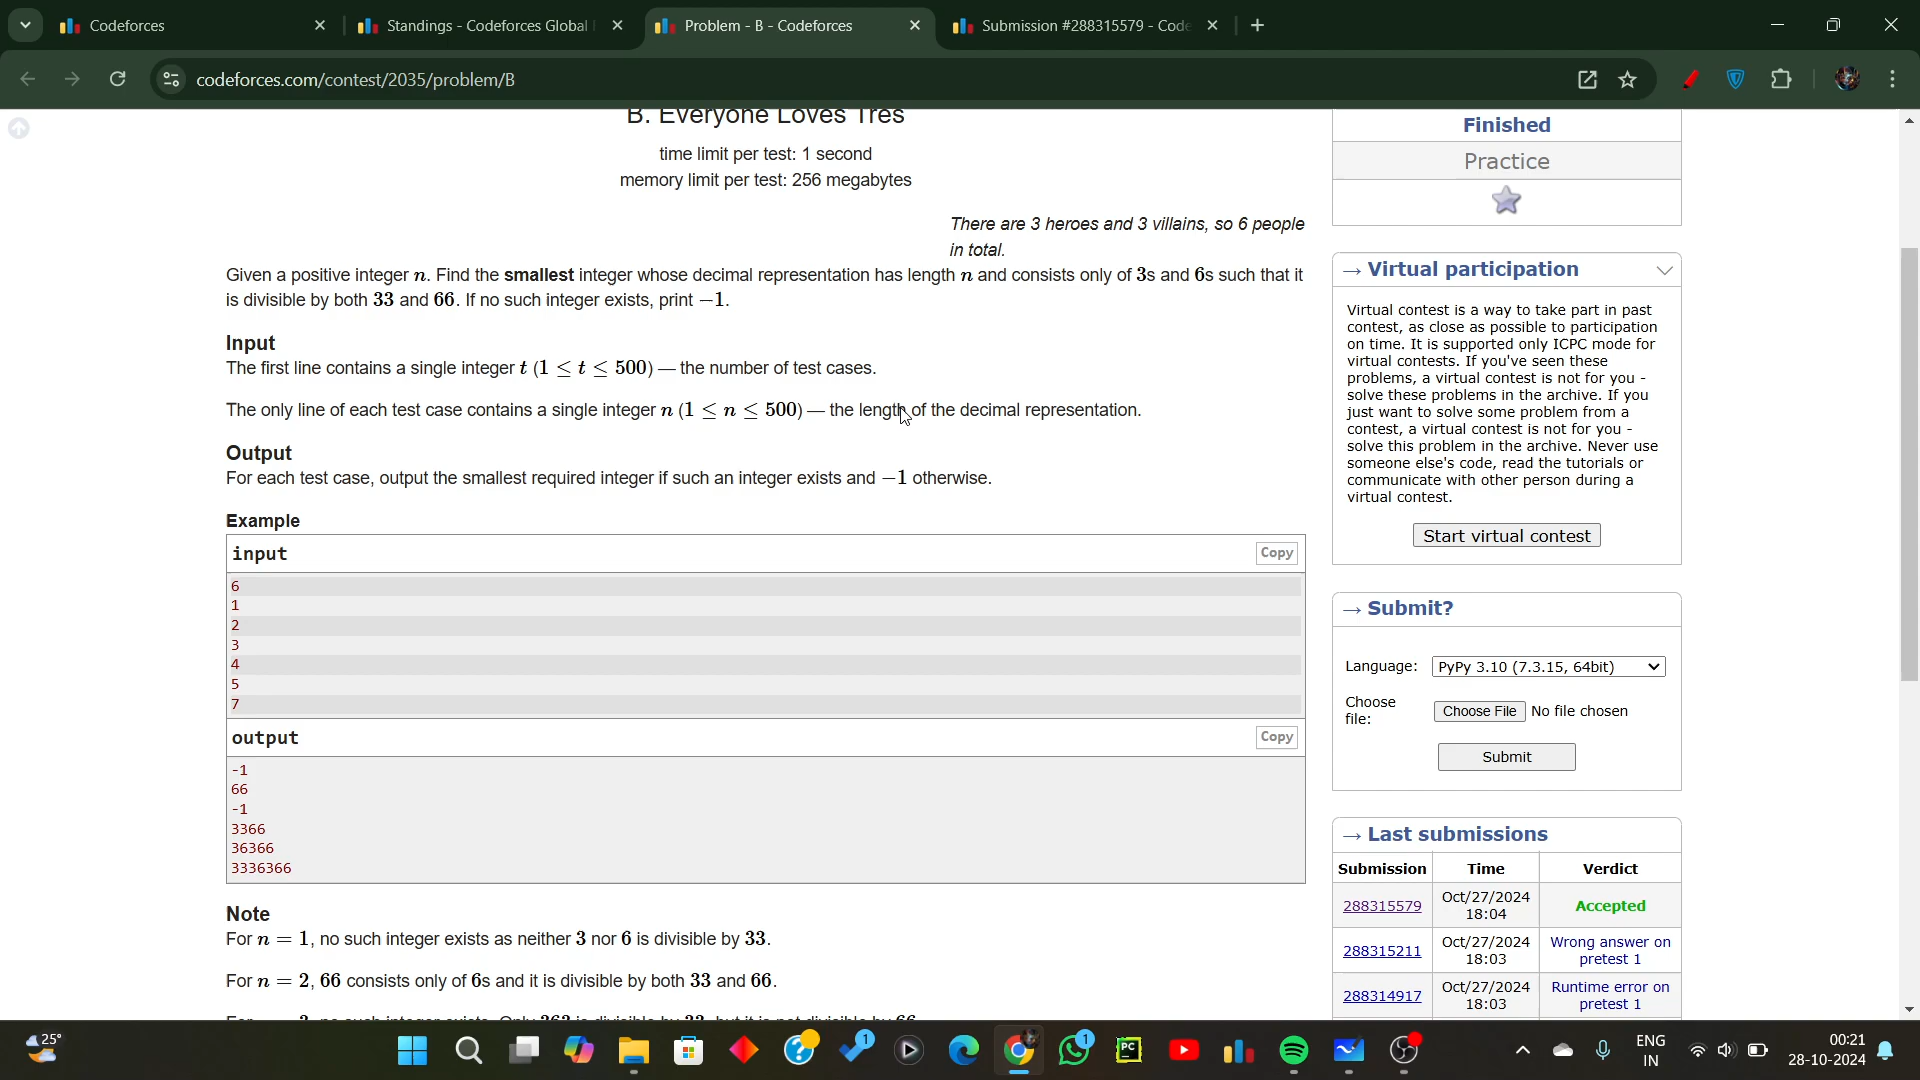 Codeforces
Standings - Codeforces Global
Problem - B - Codeforces
Submission #288315579 - Code
codeforces.com/contest/2035/problem/B
B. Everyone Loves Tres
time limit per test: 1 second
memory limit per test: 256 megabytes
There are 3 heroes and 3 villains, so 6 people
in total.
Given a positive integer n. Find the smallest integer whose decimal representation has length n and consists only of 3s and 6s such that it
is divisible by both 33 and 66. If no such integer exists, print −1.
Input
The first line contains a single integer t (1 ≤ t ≤ 500) — the number of test cases.
The only line of each test case contains a single integer n (1 ≤ n ≤ 500) — the length of the decimal representation.
Output
For each test case, output the smallest required integer if such an integer exists and −1 otherwise.
Example
input
Copy
6
1
2
3
4
5
7
output
Copy
-1
66
-1
3366
36366
3336366
Note
For n = 1, no such integer exists as neither 3 nor 6 is divisible by 33.
For n = 2, 66 consists only of 6s and it is divisible by both 33 and 66.
Finished
Practice
→ Virtual participation
Virtual contest is a way to take part in past
contest, as close as possible to participation
on time. It is supported only ICPC mode for
virtual contests. If you've seen these
problems, a virtual contest is not for you -
solve these problems in the archive. If you
just want to solve some problem from a
contest, a virtual contest is not for you -
solve this problem in the archive. Never use
someone else's code, read the tutorials or
communicate with other person during a
virtual contest.
Start virtual contest
→ Submit?
Language: PyPy 3.10 (7.3.15, 64bit)
Choose
file:
Choose File No file chosen
Submit
→ Last submissions
Submission Time Verdict
288315579 Oct/27/2024 18:04 Accepted
288315211 Oct/27/2024 18:03 Wrong answer on pretest 1
288314917 Oct/27/2024 18:03 Runtime error on pretest 1
25°
1
1
PC
ENG
IN
00:21
28-10-2024